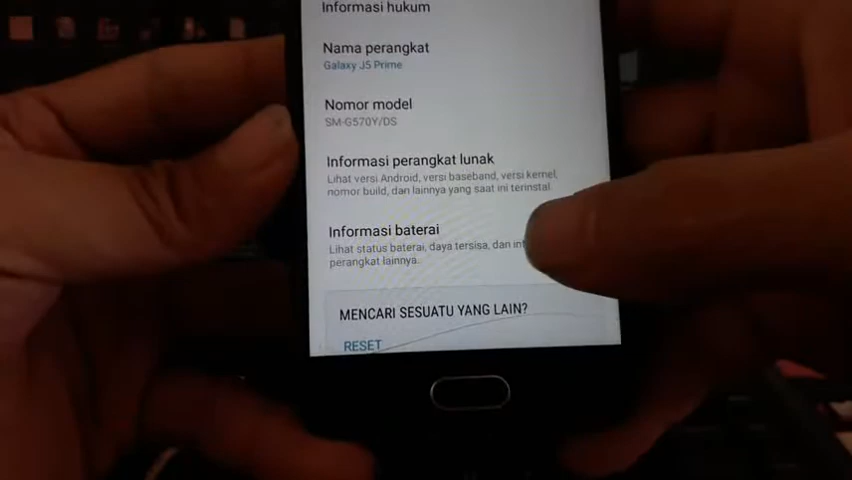 Informasi hukum
Nama perangkat
Galaxy J5 Prime
Nomor model
SM-G570Y/DS
Informasi perangkat lunak
Lihat versi Android, versi baseband, versi kernel,
nomor build, dan lainnya yang saat ini terinstal.
Informasi baterai
Lihat status baterai, daya tersisa, dan
perangkat lainnya.
MENCARI SESUATU YANG LAIN?
RESET